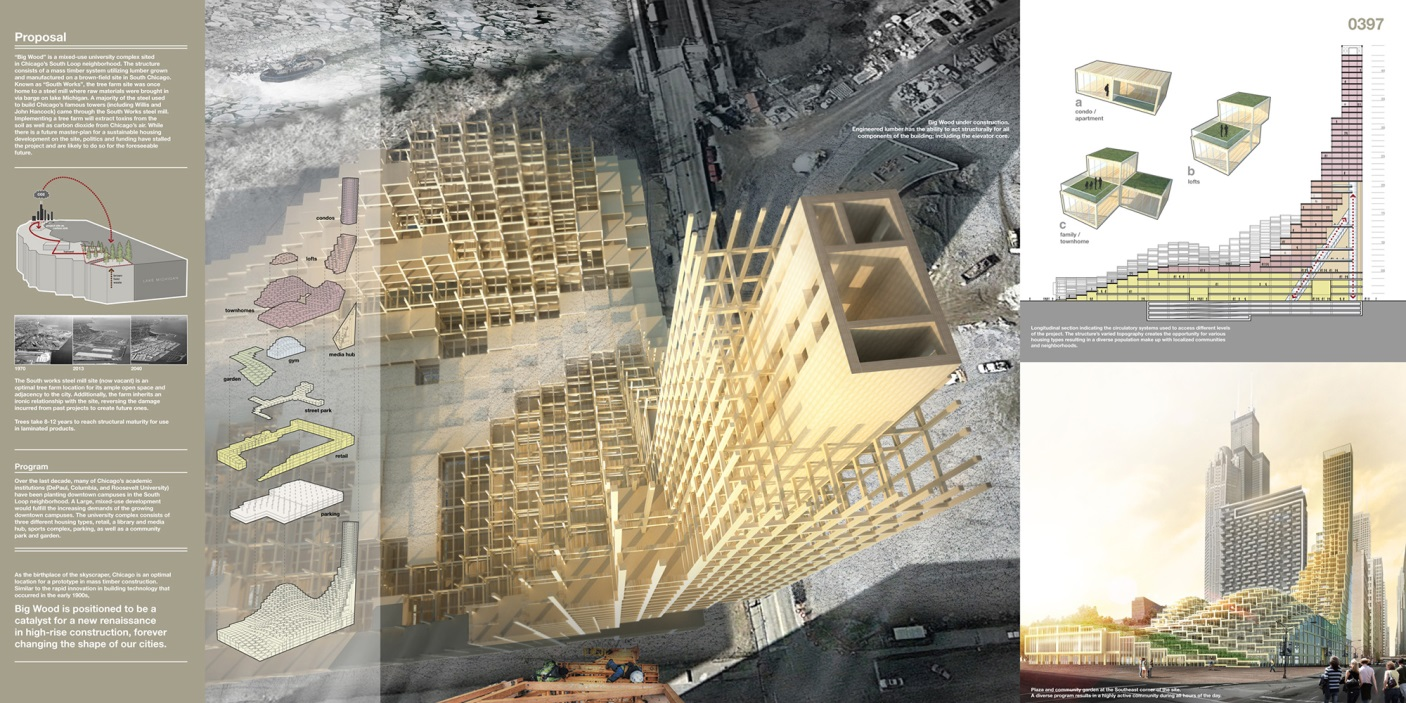 Proposal
"Big Wood" is a mixed-use university complex sited
in Chicago's South Loop neighborhood. The structure
consists of a mass timber system utilizing lumber grown
and manufactured on a brown-field site in South Chicago.
Known as "South Works", the tree farm site was once
home to a steel mill where raw materials were brought in
via barge on lake Michigan. A majority of the steel used
to build Chicago's famous towers (including Willis and
John Hancock) came through the South Works steel mill.
Implementing a tree farm will extract toxins from the
soil as well as carbon dioxide from Chicago's air. While
there is a future master-plan for a sustainable housing
development on the site, politics and funding have stalled
the project and are likely to do so for the foreseeable
future.
LAKE MICHIGAN
1970
2013
2040
The South works steel mill site (now vacant) is an
optimal tree farm location for its ample open space and
adjacency to the city. Additionally, the farm inherits an
ironic relationship with the site, reversing the damage
incurred from past projects to create future ones.
Trees take 8-12 years to reach structural maturity for use
in laminated products.
Program
Over the last decade, many of Chicago's academic
institutions (DePaul, Columbia, and Roosevelt University)
have been planting downtown campuses in the South
Loop neighborhood. A Large, mixed-use development
would fulfill the increasing demands of the growing
downtown campuses. The university complex consists of
three different housing types, retail, a library and media
hub, sports complex, parking, as well as a community
park and garden.
As the birthplace of the skyscraper, Chicago is an optimal
location for a prototype in mass timber construction.
Similar to the rapid innovation in building technology that
occurred in the early 1900s.
Big Wood is positioned to be a
catalyst for a new renaissance
in high-rise construction, forever
changing the shape of our cities.
condos
lofts
townhomes
media hub
gym
garden
street park
retail
parking
Big Wood under construction.
Engineered lumber has the ability to act structurally for all
components of the building; including the elevator core.
0397
a
condo /
apartment
b
lofts
c
family /
townhome
Longitudinal section indicating the circulatory systems used to access different levels
of the project. The structure's varied topography creates the opportunity for various
housing types resulting in a diverse population make up with localized communities
and neighborhoods.
Plaza and community garden at the Southeast corner of the site.
A diverse program results in a highly active community during all hours of the day.